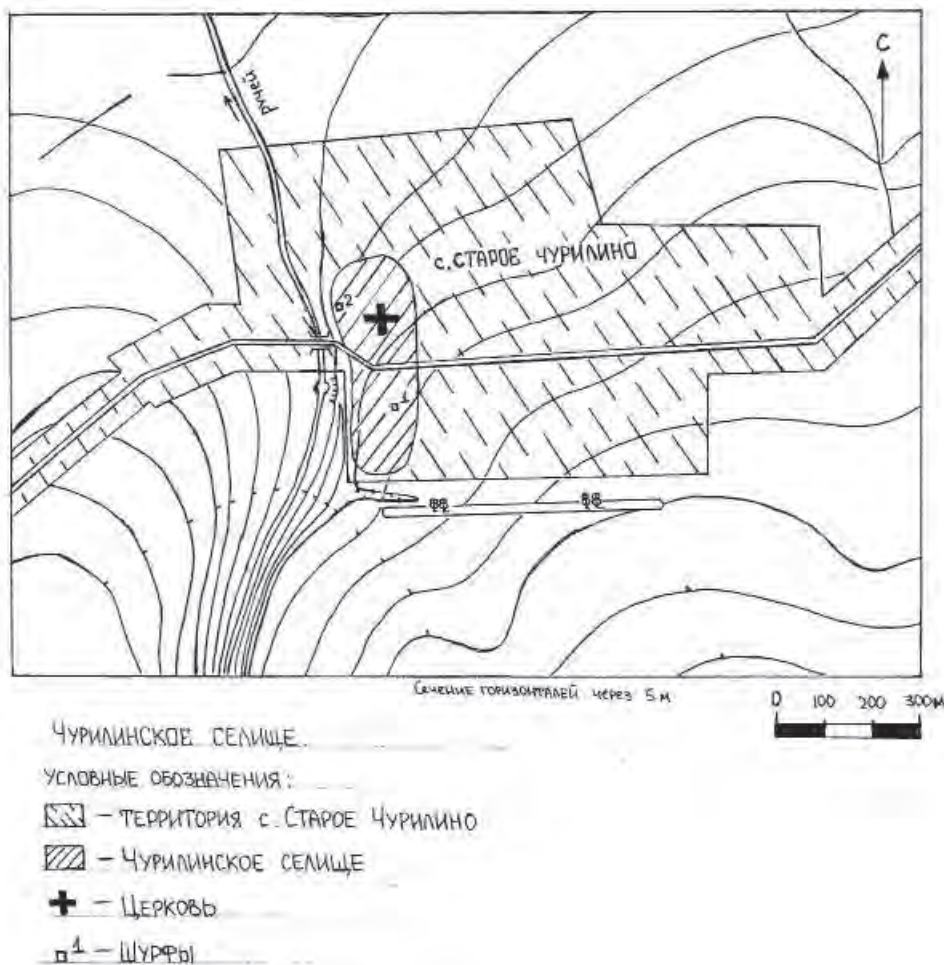 С
ручей
с. СТАРОЕ ЧУРИЛИНО
2
1
Сечение горизонталей через 5 м
0 100 200 300м
ЧУРИЛИНСКОЕ СЕЛИЩЕ.
УСЛОВНЫЕ ОБОЗНАЧЕНИЯ:
– ТЕРРИТОРИЯ с. СТАРОЕ ЧУРИЛИНО
– ЧУРИЛИНСКОЕ СЕЛИЩЕ
– ЦЕРКОВЬ
1 – ШУРФЫ